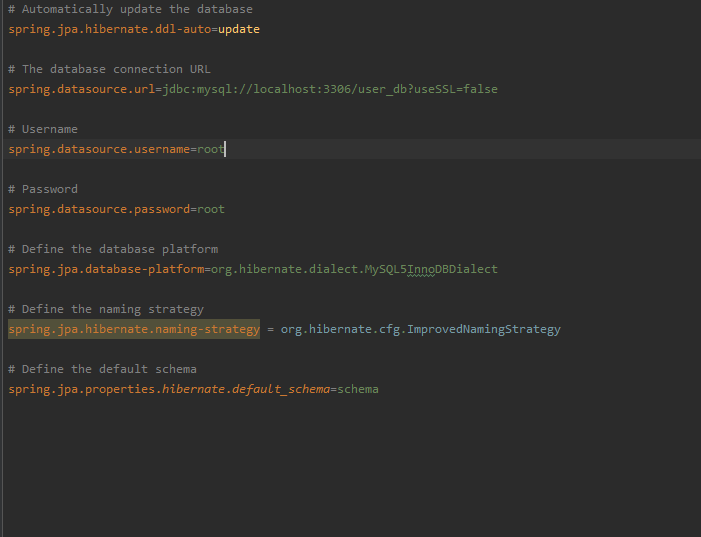 # Automatically update the database
spring.jpa.hibernate.ddl-auto=update
# The database connection URL
spring.datasource.url=jdbc:mysql://localhost:3306/user_db?useSSL=false
# Username
spring.datasource.username=root
# Password
spring.datasource.password=root
# Define the database platform
spring.jpa.database-platform=org.hibernate.dialect.MySQL5InnoDBDialect
# Define the naming strategy
spring.jpa.hibernate.naming-strategy = org.hibernate.cfg.ImprovedNamingStrategy
# Define the default schema
spring.jpa.properties.hibernate.default_schema=schema